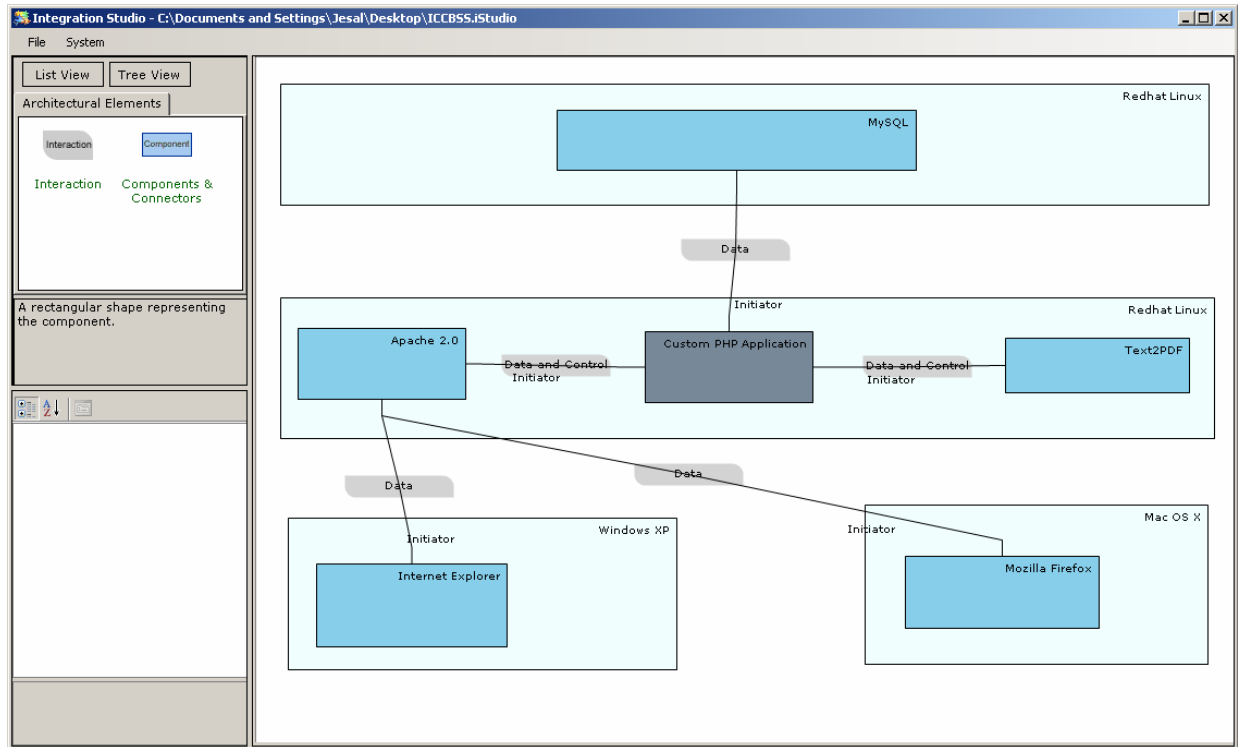 Integration Studio - C:\Documents and Settings\Jesal\Desktop\ICCBSS.iStudio
File System
List View Tree View
Architectural Elements
Interaction Component
Interaction Components &
Connectors
A rectangular shape representing
the component.
Redhat Linux
MySQL
Data
Initiator
Redhat Linux
Apache 2.0
Data and Control
Initiator
Custom PHP Application
Data and Control
Initiator
Text2PDF
Data
Data
Initiator
Windows XP
Internet Explorer
Initiator
Mac OS X
Mozilla Firefox